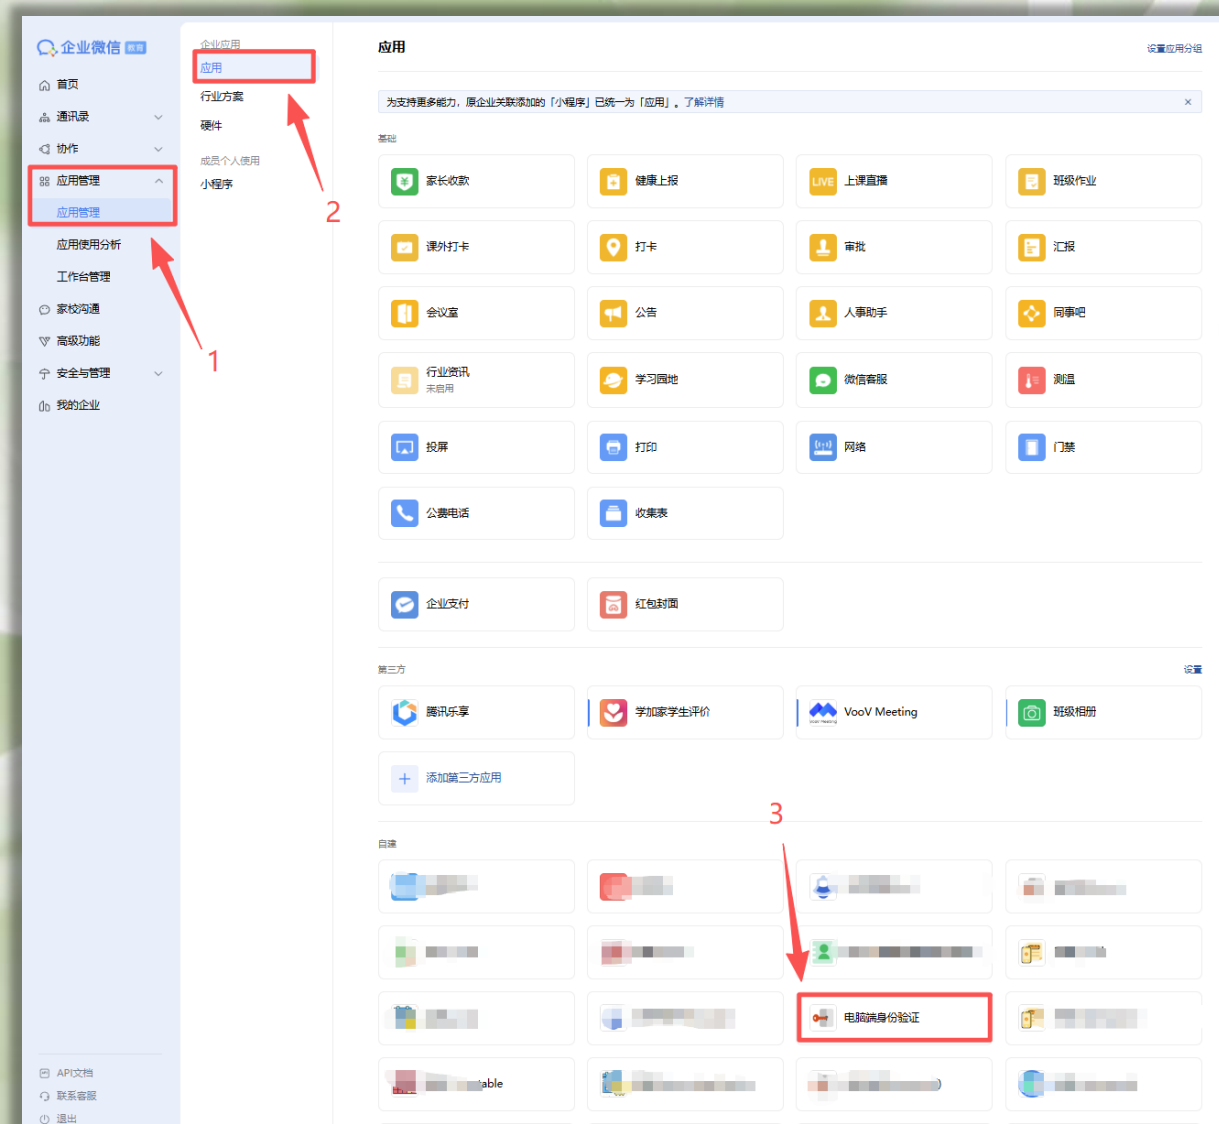 企业微信 教育
首页
通讯录
协作
应用管理
应用管理
应用使用分析
工作台管理
家校沟通
高级功能
安全与管理
我的企业
API文档
联系客服
退出
企业应用
应用
行业方案
硬件
成员个人使用
小程序
1
2
应用
设置应用分组
为支持更多能力，原企业关联添加的「小程序」已统一为「应用」。了解详情
基础
家长收款
健康上报
LIVE 上课直播
班级作业
课外打卡
打卡
审批
汇报
会议室
公告
人事助手
同事吧
行业资讯
未启用
学习园地
微信客服
测温
投屏
打印
网络
门禁
公费电话
收集表
企业支付
红包封面
第三方
设置
腾讯乐享
学加家学生评价
VooV Meeting
班级相册
添加第三方应用
3
自建
电脑端身份验证
table
)